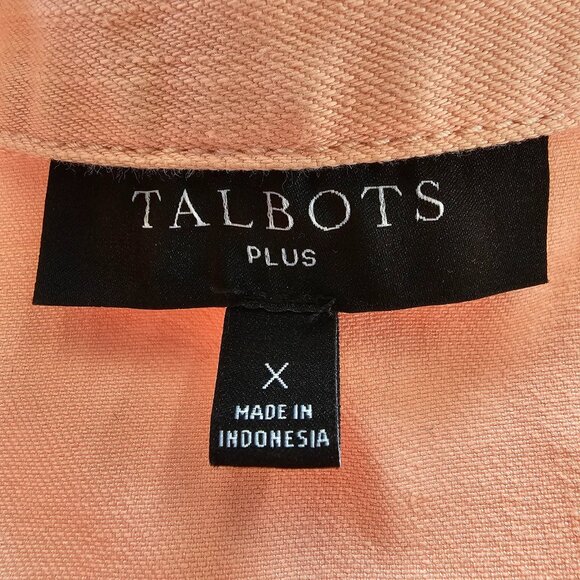 TALBOTS
PLUS
X
MADE IN
INDONESIA